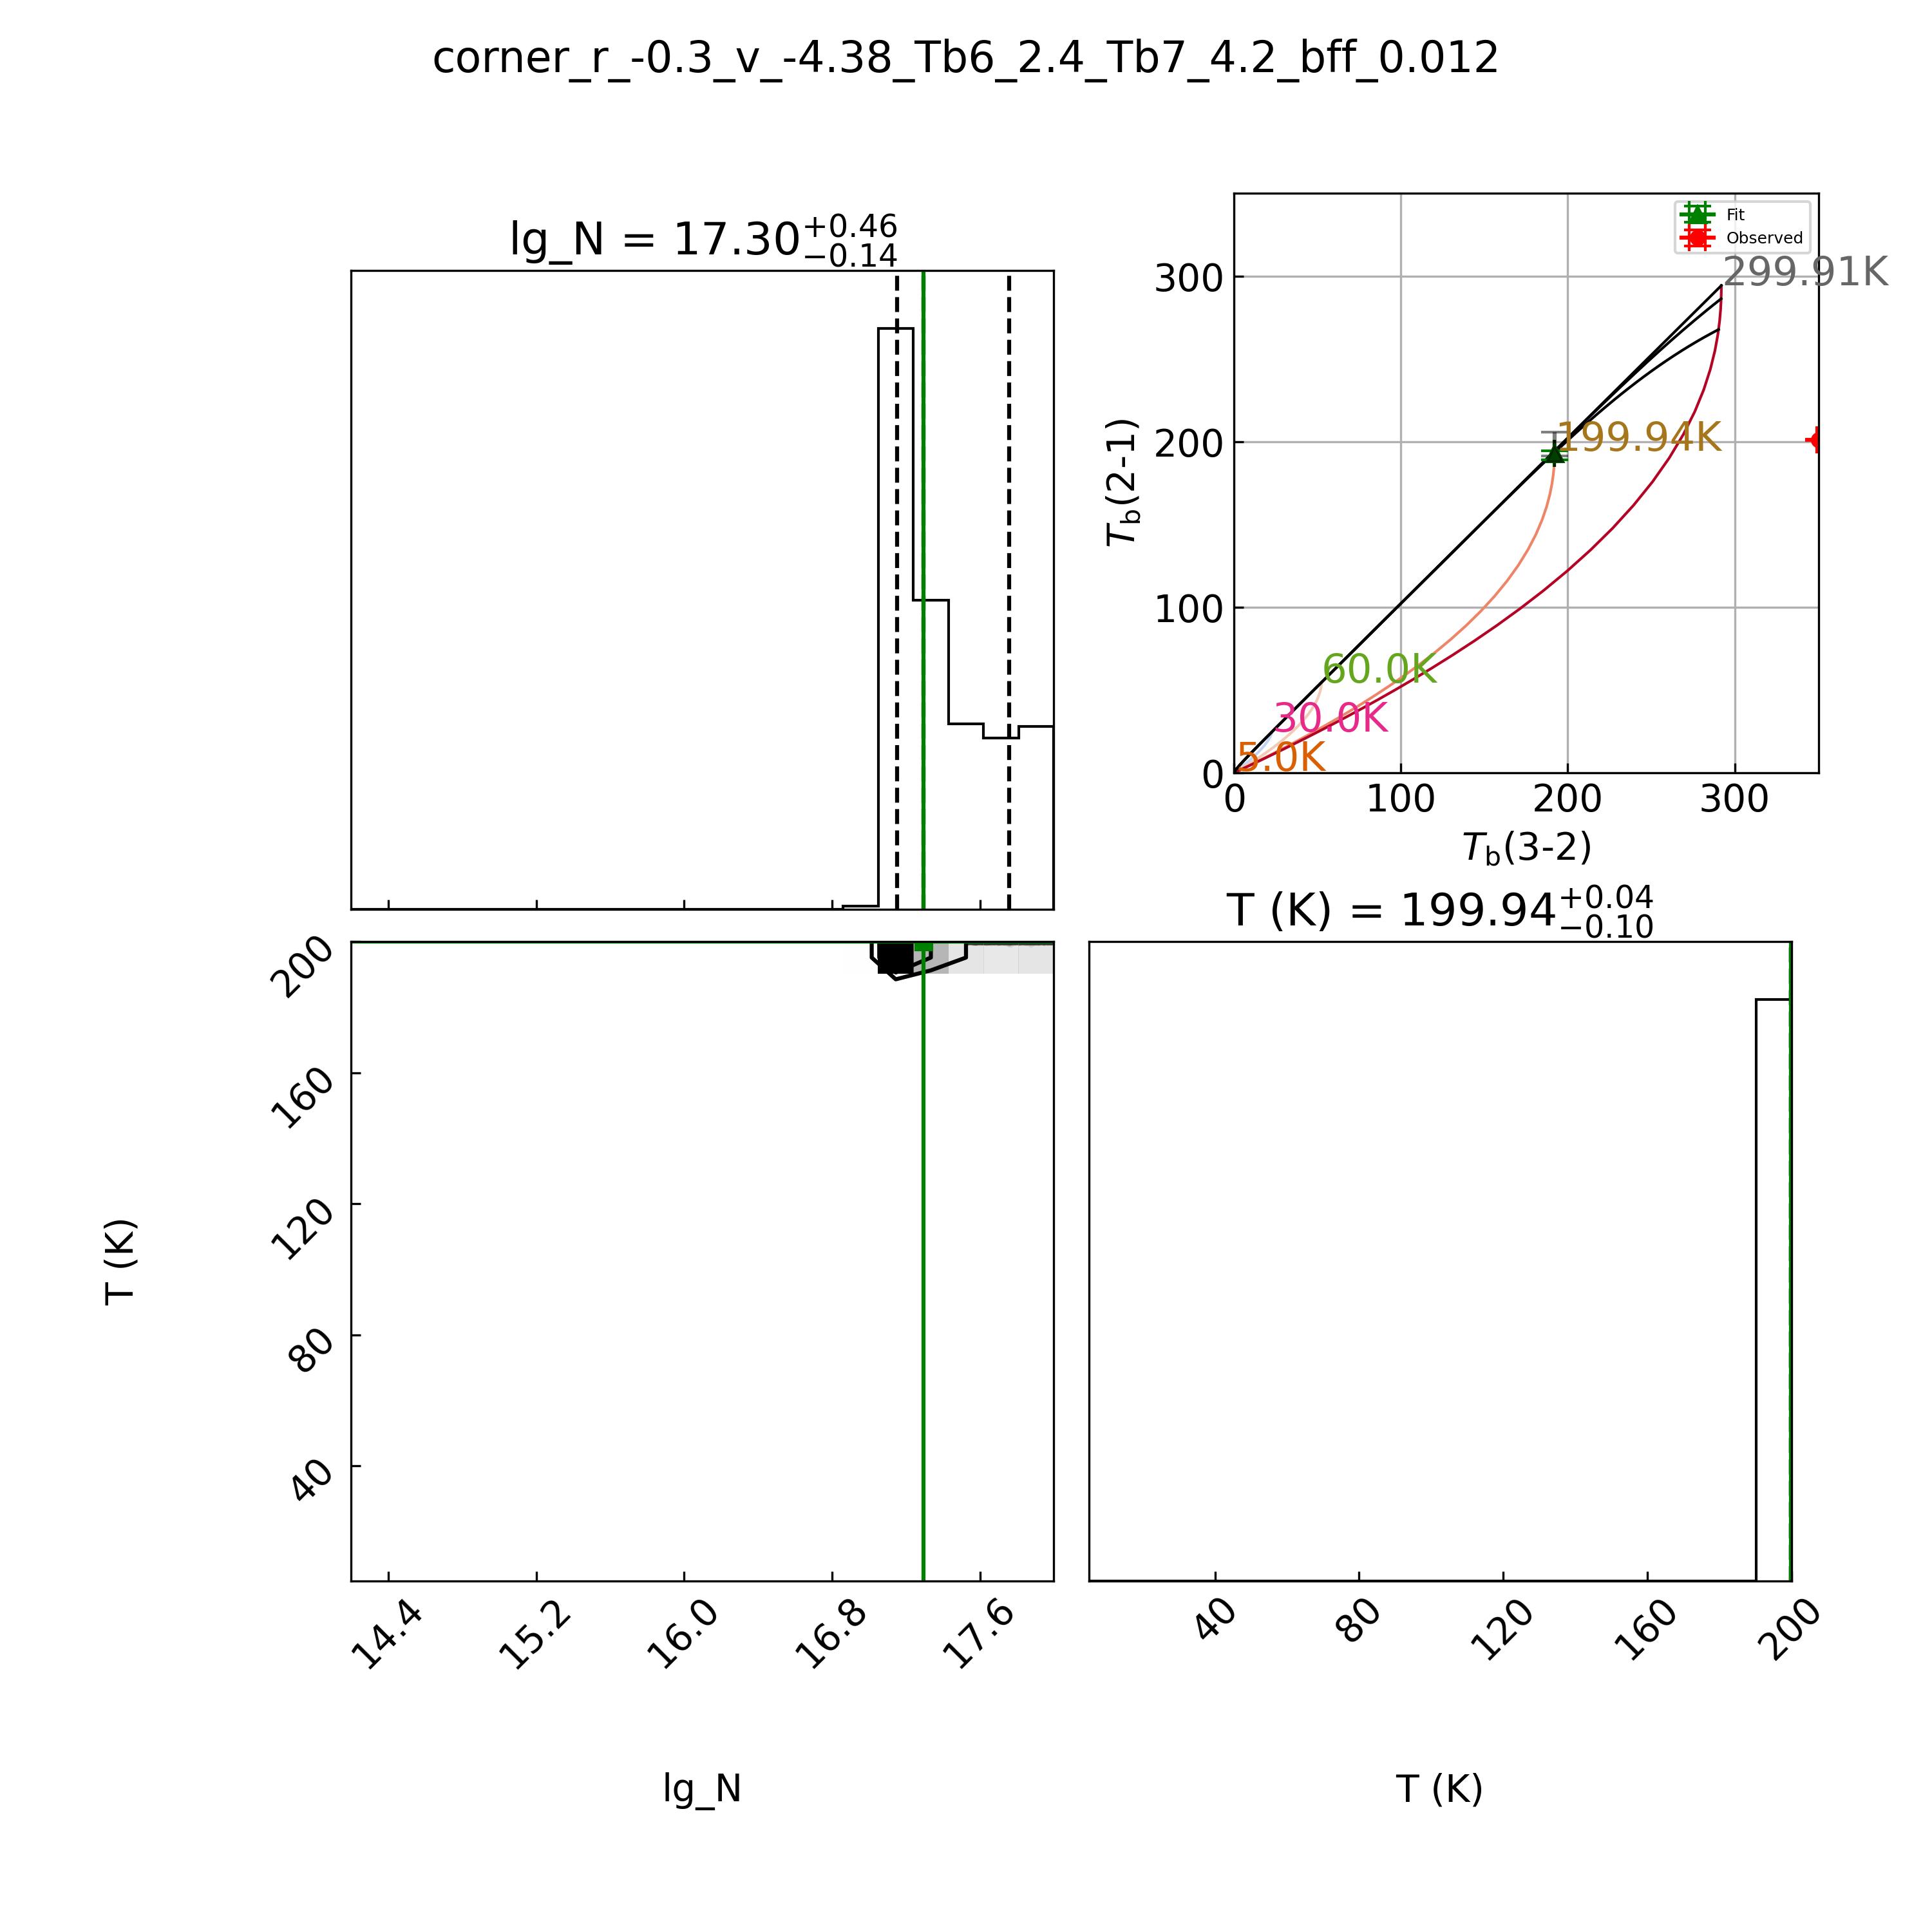 corner_r_-0.3_v_-4.38_Tb6_2.4_Tb7_4.2_bff_0.012
lg_N = 17.30+0.46 −0.14
Fit
Observed
299.91K
199.94K
60.0K
30.0K
5.0K
300
200
100
0
Tb(2-1)
0 100 200 300
Tb(3-2)
T (K) = 199.94+0.04 −0.10
200
160
120
80
40
T (K)
14.4 15.2 16.0 16.8 17.6
40 80 120 160 200
lg_N
T (K)